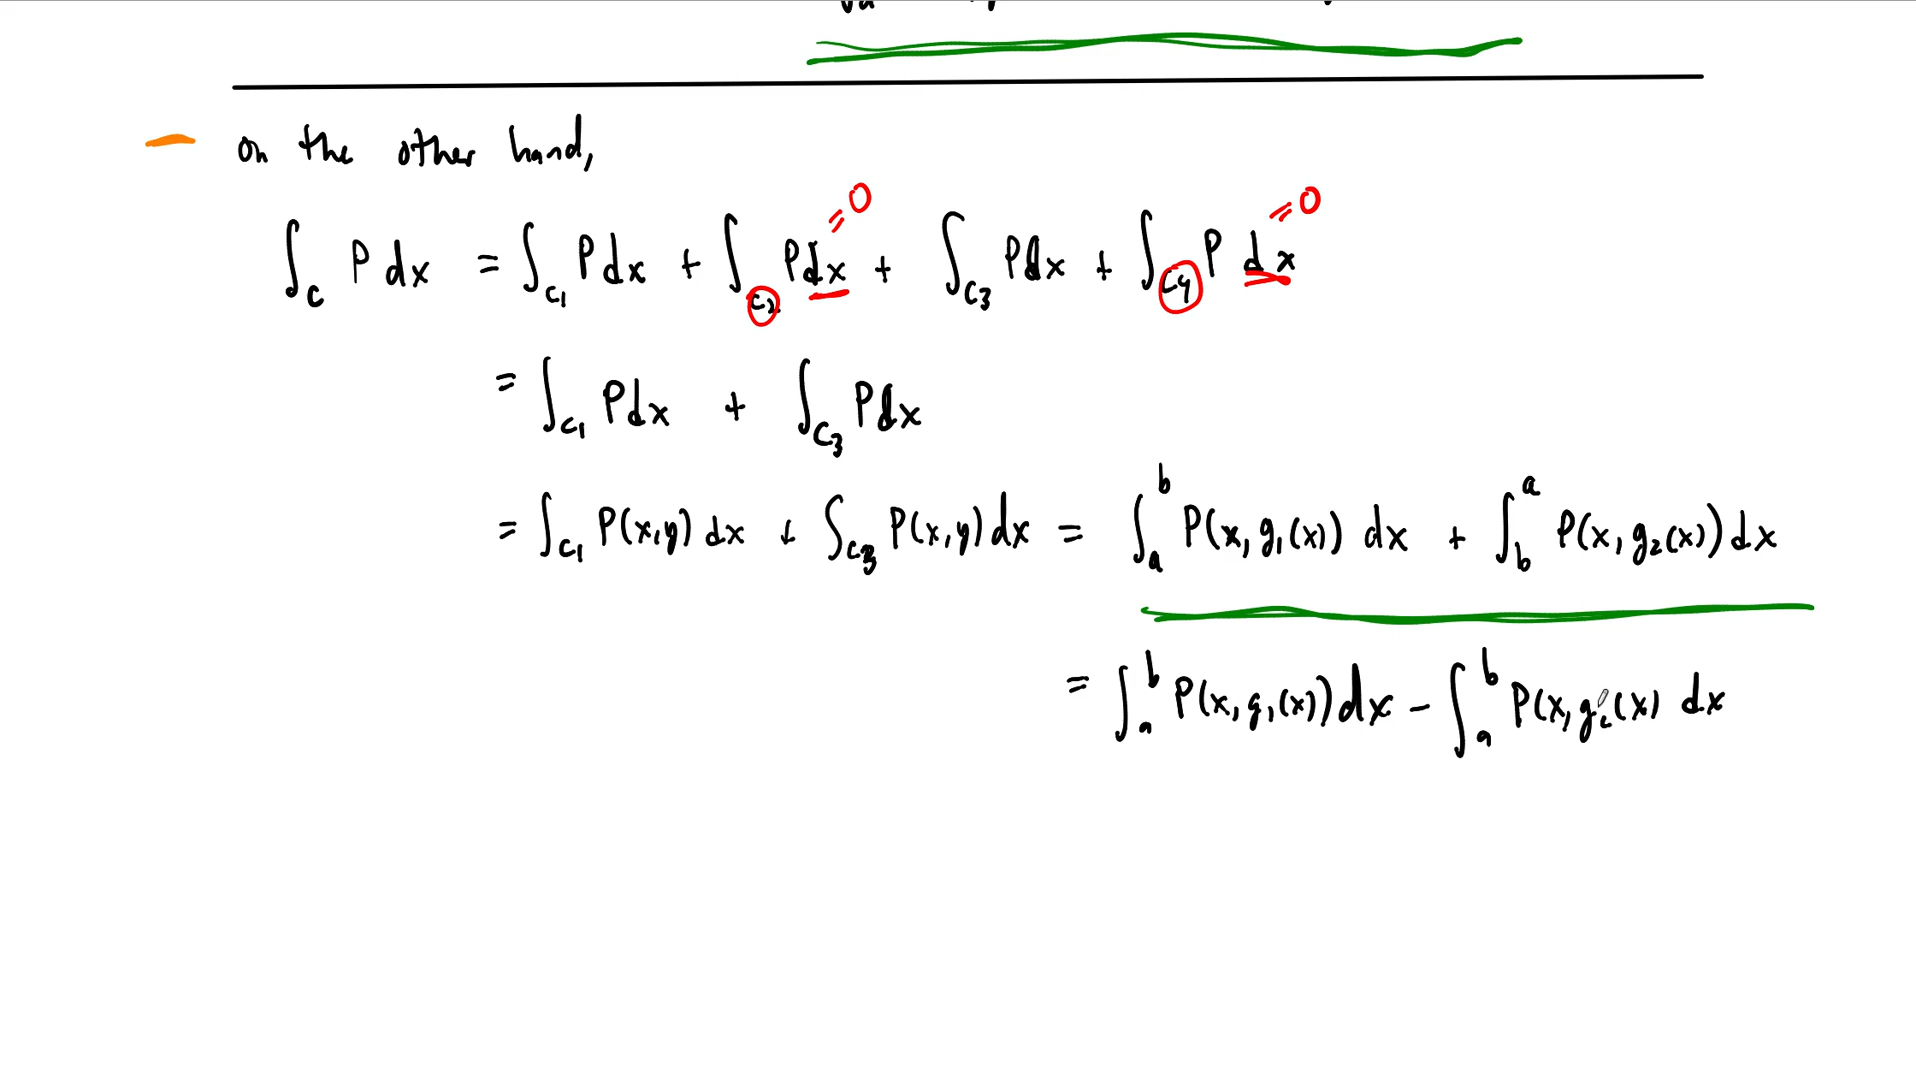 on the other hand,
∫_C P dx = ∫_{C1} P dx + ∫_{C2} P dx =0 + ∫_{C3} P dx + ∫_{C4} P dx =0
= ∫_{C1} P dx + ∫_{C3} P dx
= ∫_{C1} P(x,y) dx + ∫_{C3} P(x,y) dx = ∫_a^b P(x, g₁(x)) dx + ∫_b^a P(x, g₂(x)) dx
= ∫_a^b P(x, g₁(x)) dx - ∫_a^b P(x, g₂(x) dx